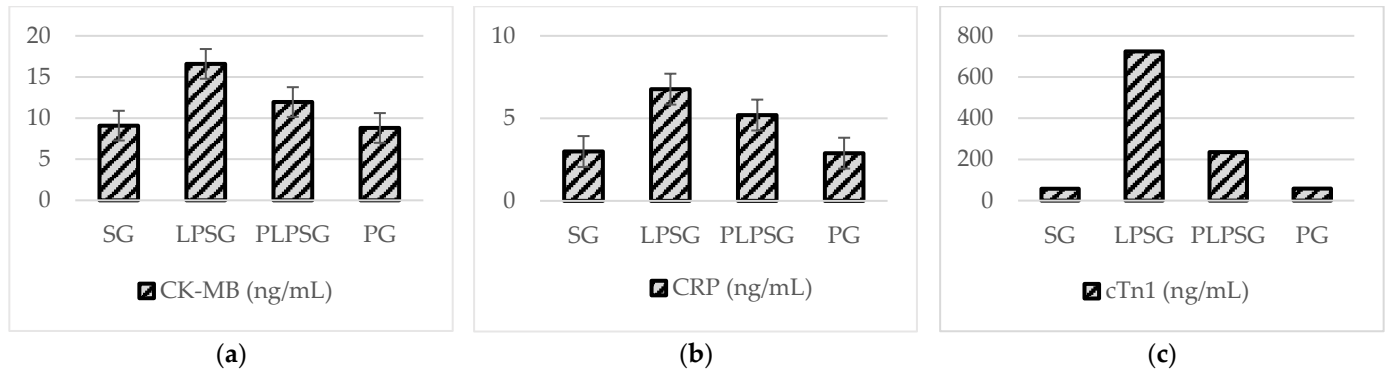 20
15
10
5
0
SG LPSG PLPSG PG
CK-MB (ng/mL)
(a)
10
5
0
SG LPSG PLPSG PG
CRP (ng/mL)
(b)
800
600
400
200
0
SG LPSG PLPSG PG
cTn1 (ng/mL)
(c)